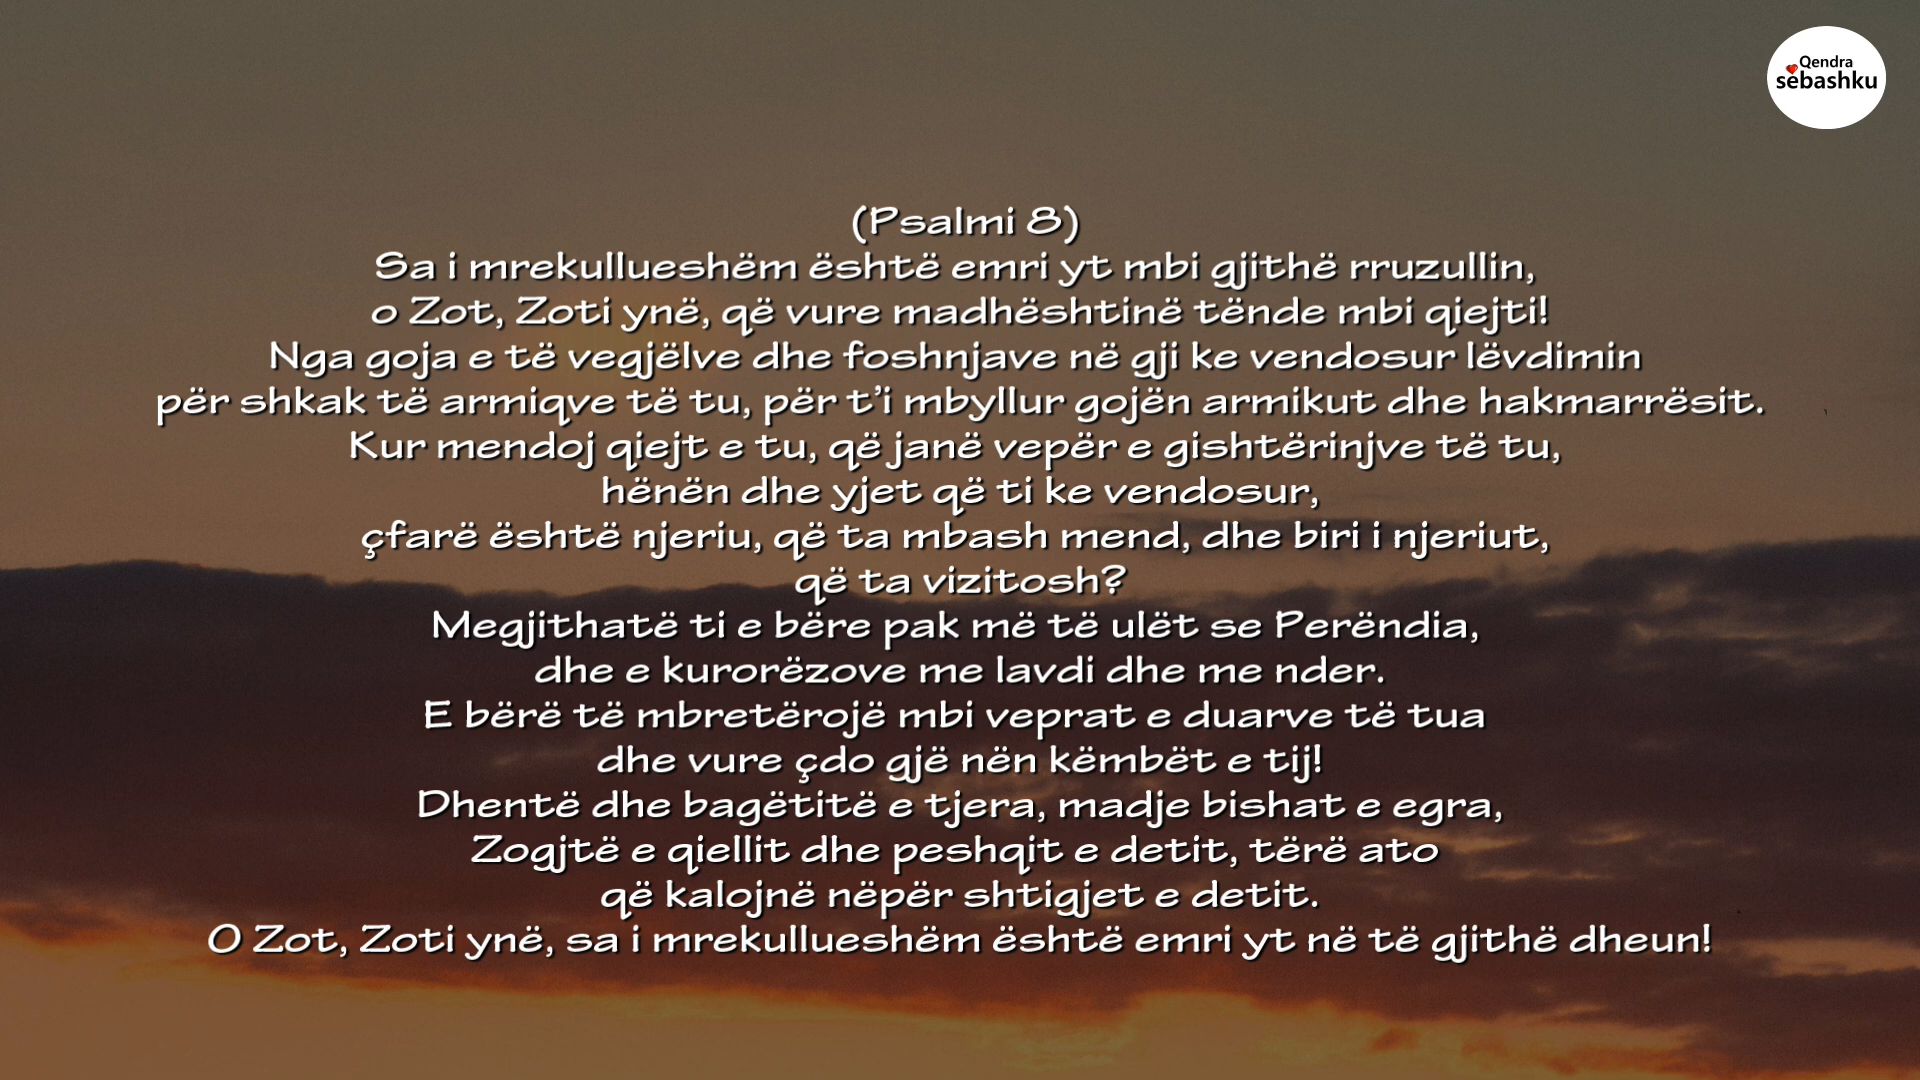 Qendra
sëbashku
(Psalmi 8)
Sa i mrekullueshëm është emri yt mbi gjithë rruzullin,
o Zot, Zoti ynë, që vure madhështinë tënde mbi qiejti!
Nga goja e të vegjëlve dhe foshnjave në gji ke vendosur lëvdimin
për shkak të armiqve të tu, për t'i mbyllur gojën armikut dhe hakmarrësit.
Kur mendoj qiejt e tu, që janë vepër e gishtërinjve të tu,
hënën dhe yjet që ti ke vendosur,
çfarë është njeriu, që ta mbash mend, dhe biri i njeriut,
që ta vizitosh?
Megjithatë ti e bëre pak më të ulët se Perëndia,
dhe e kurorëzove me lavdi dhe me nder.
E bërë të mbretërojë mbi veprat e duarve të tua
dhe vure çdo gjë nën këmbët e tij!
Dhentë dhe bagëtitë e tjera, madje bishat e egra,
Zogjtë e qiellit dhe peshqit e detit, tërë ato
që kalojnë nëpër shtigjet e detit.
O Zot, Zoti ynë, sa i mrekullueshëm është emri yt në të gjithë dheun!